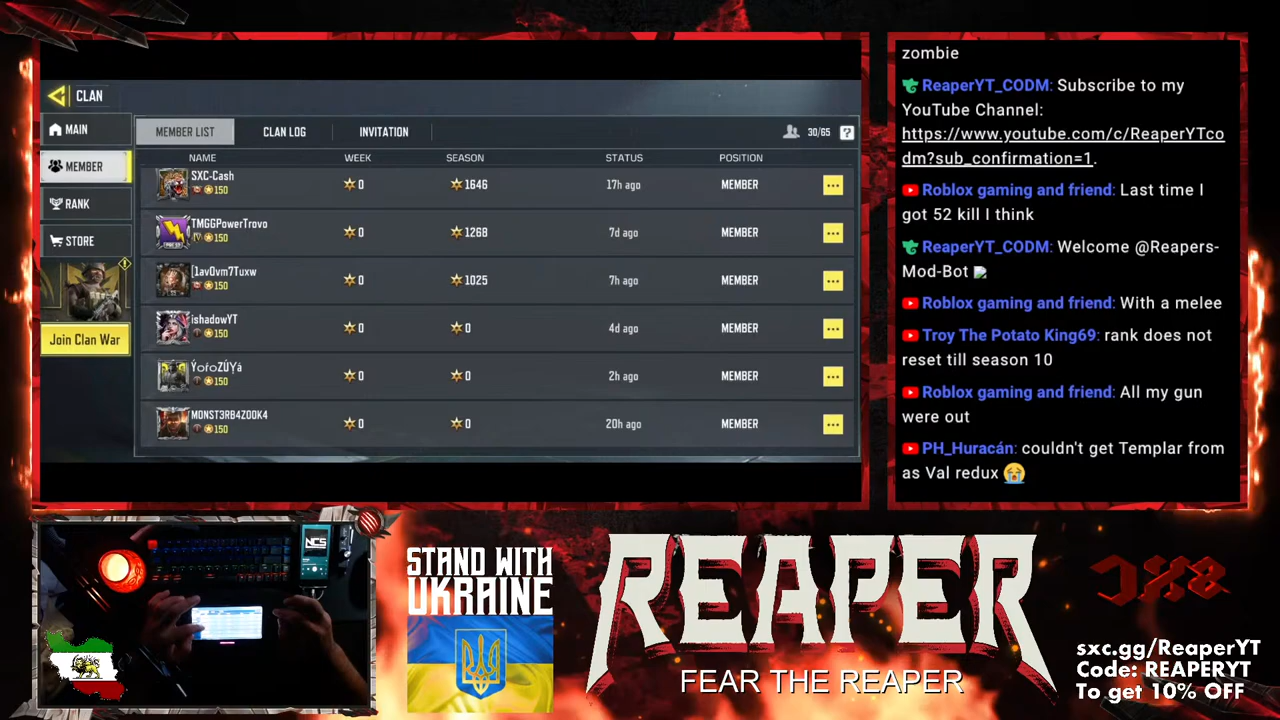 CLAN
MAIN
MEMBER
RANK
STORE
Join Clan War
MEMBER LIST
CLAN LOG
INVITATION
30/65
?
NAME WEEK SEASON STATUS POSITION
SXC-Cash
150
0 1646 17h ago MEMBER
TMGGPowerTrovo
150
0 1268 7d ago MEMBER
150
0 1025 7h ago MEMBER
ishadowYT
150
0 0 4d ago MEMBER
150
0 0 2h ago MEMBER
M0NST3RB4Z00K4
150
0 0 20h ago MEMBER
zombie
ReaperYT_CODM: Subscribe to my
YouTube Channel:
https://www.youtube.com/c/ReaperYTco
dm?sub_confirmation=1.
Roblox gaming and friend: Last time I
got 52 kill I think
ReaperYT_CODM: Welcome @Reapers-
Mod-Bot
Roblox gaming and friend: With a melee
Troy The Potato King69: rank does not
reset till season 10
Roblox gaming and friend: All my gun
were out
PH_Huracán: couldn't get Templar from
as Val redux 😭
NCS
STAND WITH
UKRAINE
REAPER
FEAR THE REAPER
sxc.gg/ReaperYT
Code: REAPERYT
To get 10% OFF